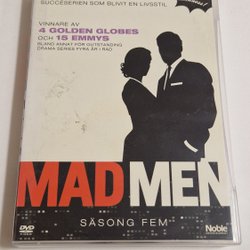 SUCCÉSERIEN SOM BLIVIT EN LIVSSTIL
VINNARE AV
4 GOLDEN GLOBES
OCH 15 EMMYS
BLAND ANNAT FÖR OUTSTANDING
DRAMA SERIES FYRA ÅR I RAD
MAD MEN
SÄSONG FEM
DVD
Noble